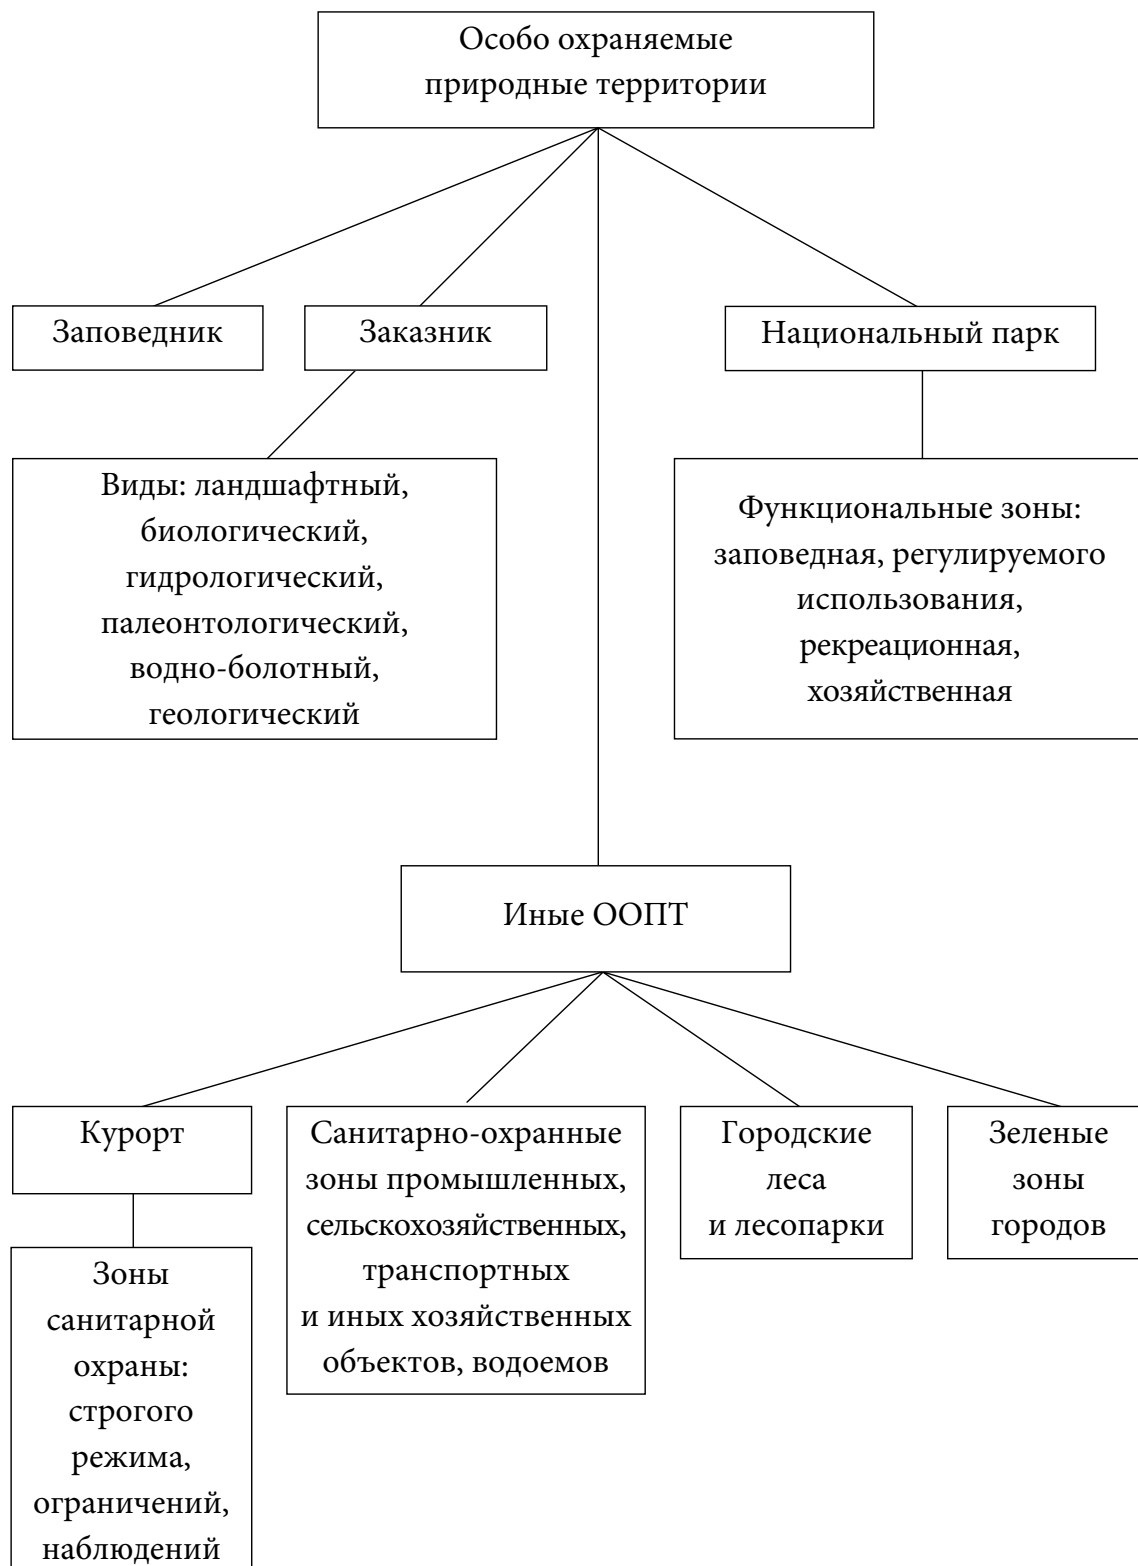 Особо охраняемые
природные территории
Заповедник
Заказник
Национальный парк
Виды: ландшафтный,
биологический,
гидрологический,
палеонтологический,
водно-болотный,
геологический
Функциональные зоны:
заповедная, регулируемого
использования,
рекреационная,
хозяйственная
Иные ООПТ
Курорт
Санитарно-охранные
зоны промышленных,
сельскохозяйственных,
транспортных
и иных хозяйственных
объектов, водоемов
Городские
леса
и лесопарки
Зеленые
зоны
городов
Зоны
санитарной
охраны:
строгого
режима,
ограничений,
наблюдений